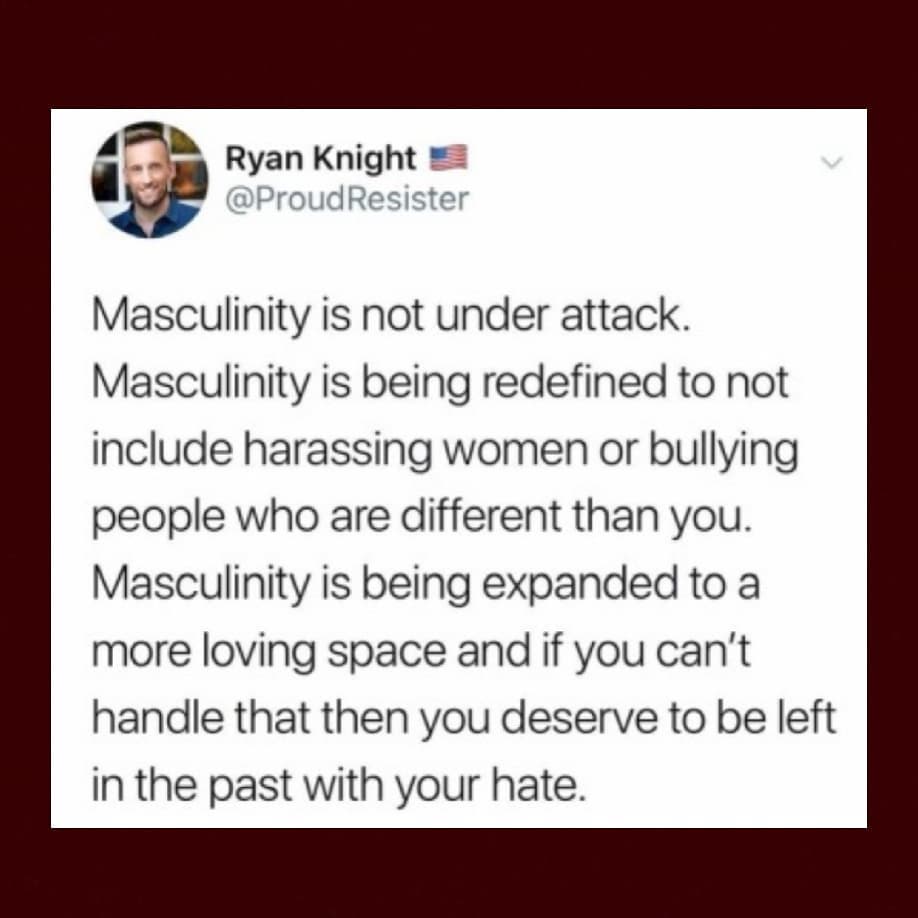 Ryan Knight 🇺🇸
@ProudResister
Masculinity is not under attack.
Masculinity is being redefined to not
include harassing women or bullying
people who are different than you.
Masculinity is being expanded to a
more loving space and if you can't
handle that then you deserve to be left
in the past with your hate.